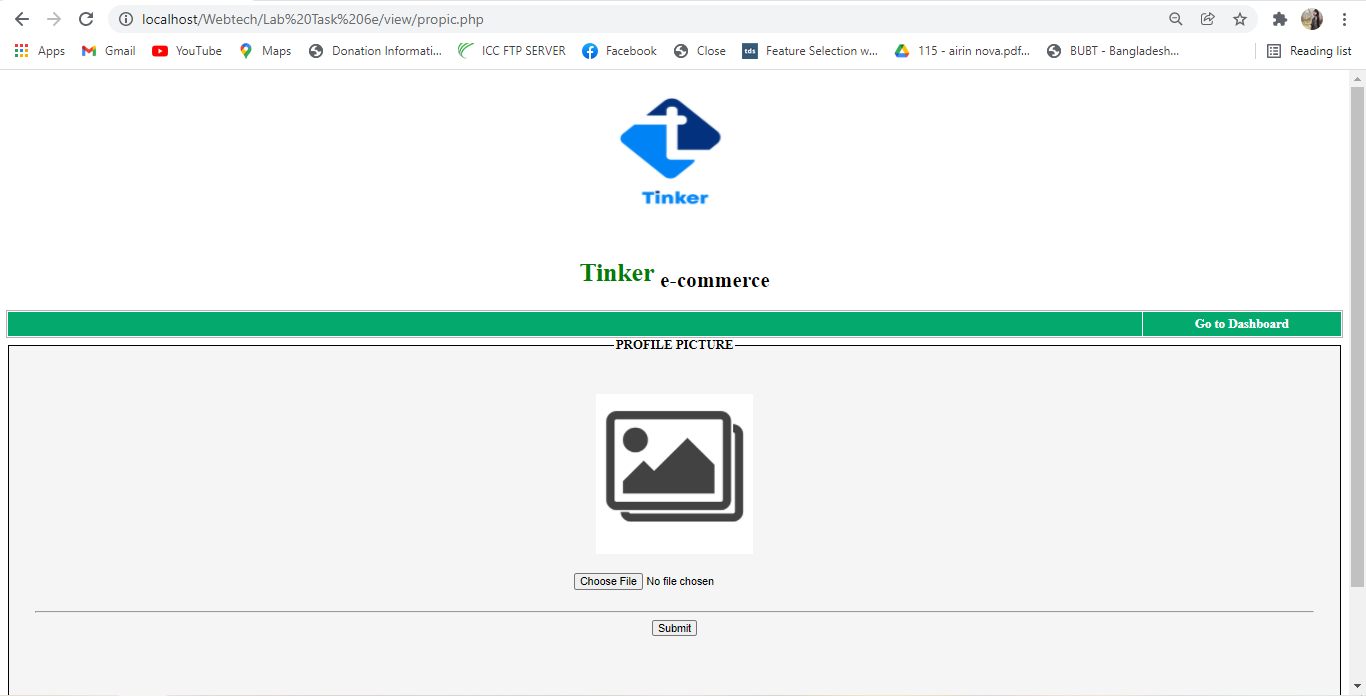 localhost/Webtech/Lab%20Task%206e/view/propic.php
Apps Gmail YouTube Maps Donation Informati... ICC FTP SERVER Facebook Close tds Feature Selection w... 115 - airin nova.pdf... BUBT - Bangladesh... Reading list
t
Tinker
Tinker e-commerce
Go to Dashboard
PROFILE PICTURE
Choose File No file chosen
Submit